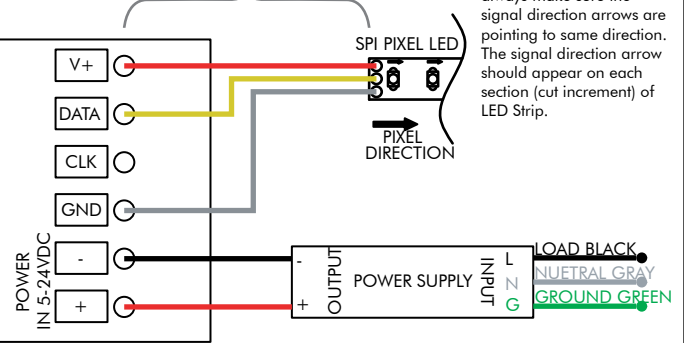 always make sure the
signal direction arrows are
pointing to same direction.
The signal direction arrow
should appear on each
section (cut increment) of
LED Strip.
SPI PIXEL LED
V+
DATA
CLK
GND
-
+
POWER
IN 5-24VDC
PIXEL
DIRECTION
-
+
OUTPUT
POWER SUPPLY
INPUT
L
N
G
LOAD BLACK
NUETRAL GRAY
GROUND GREEN